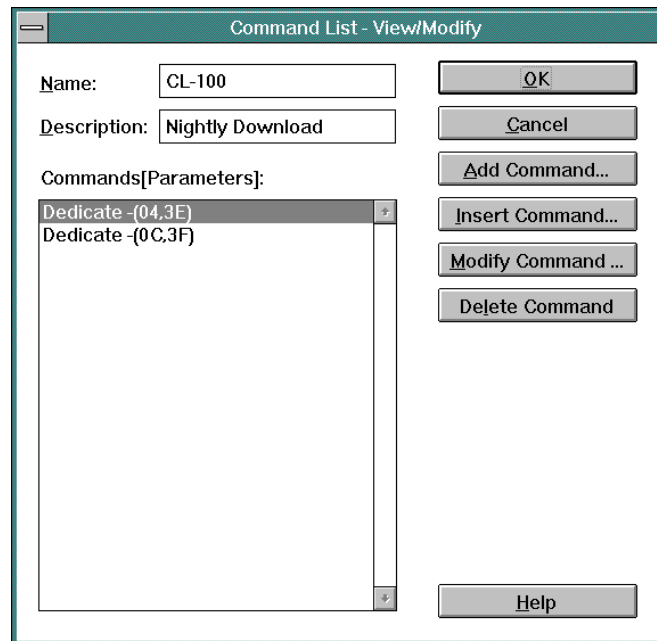 Command List - View/Modify
Name: CL-100
Description: Nightly Download
Commands[Parameters]:
Dedicate -(04,3E)
Dedicate -(0C,3F)
OK
Cancel
Add Command...
Insert Command...
Modify Command ...
Delete Command
Help